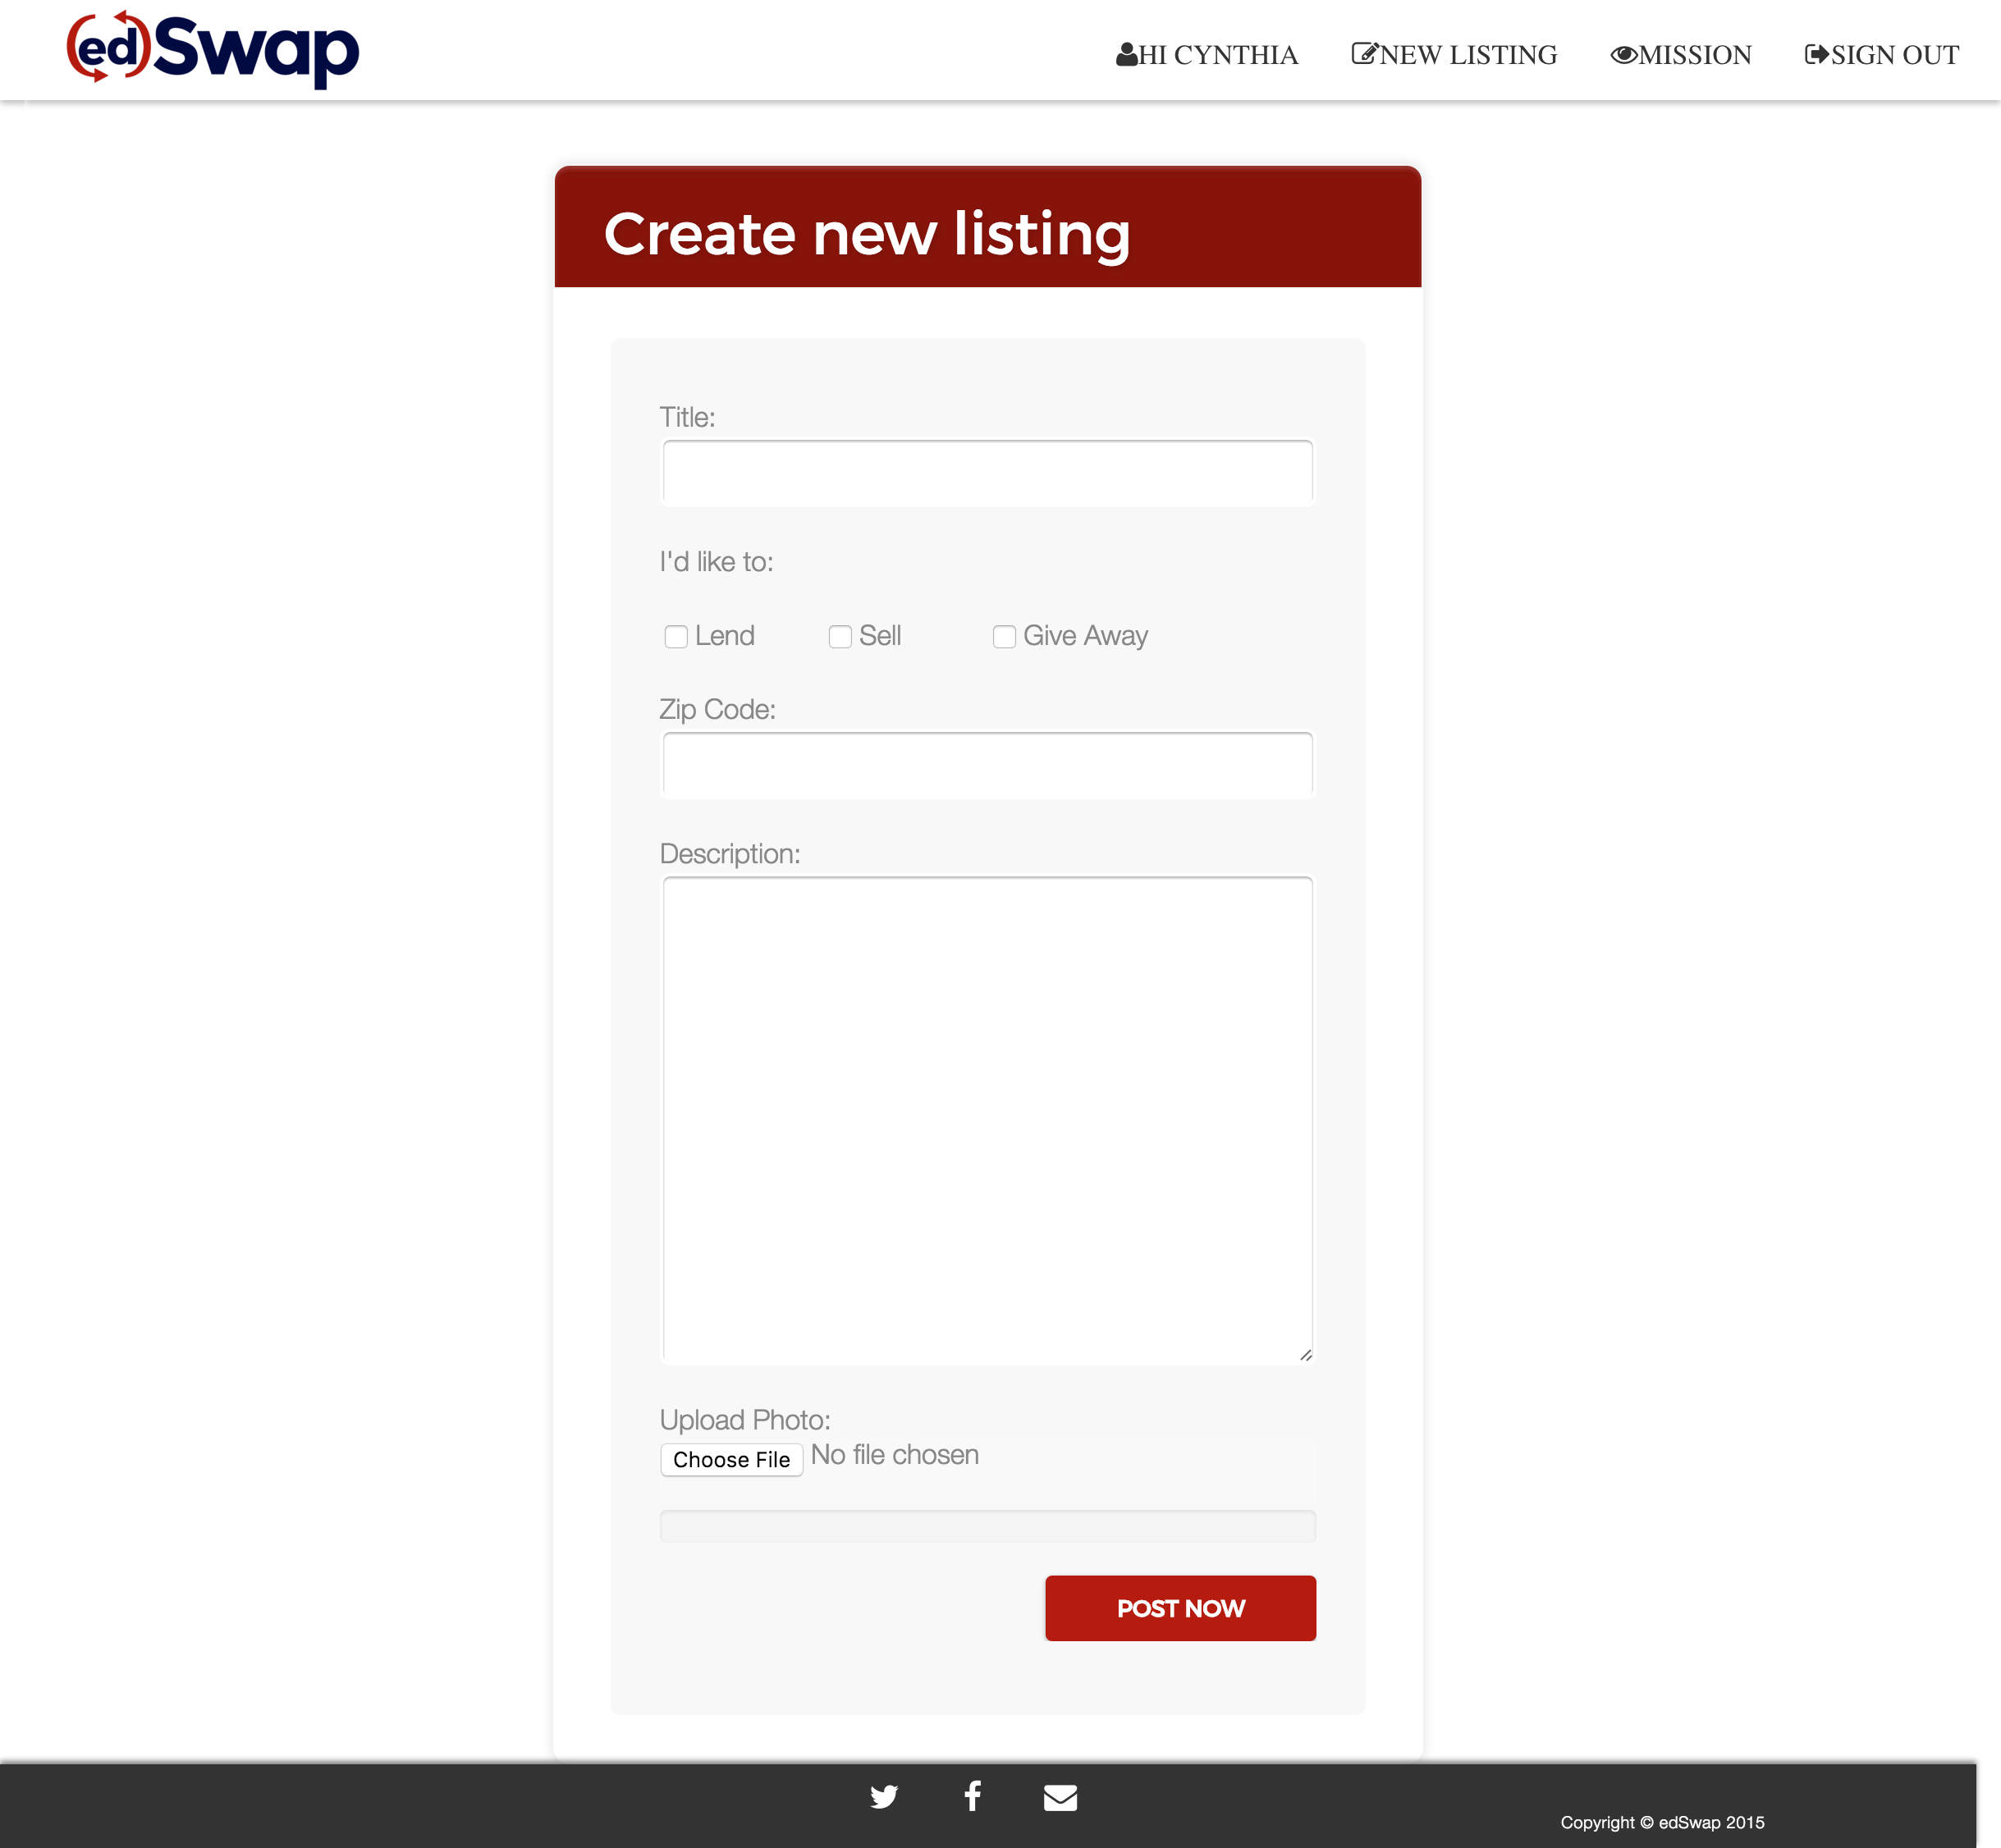 edSwap
HI CYNTHIA NEW LISTING MISSION SIGN OUT
Create new listing
Title:
I'd like to:
Lend Sell Give Away
Zip Code:
Description:
Upload Photo:
Choose File No file chosen
POST NOW
Copyright © edSwap 2015